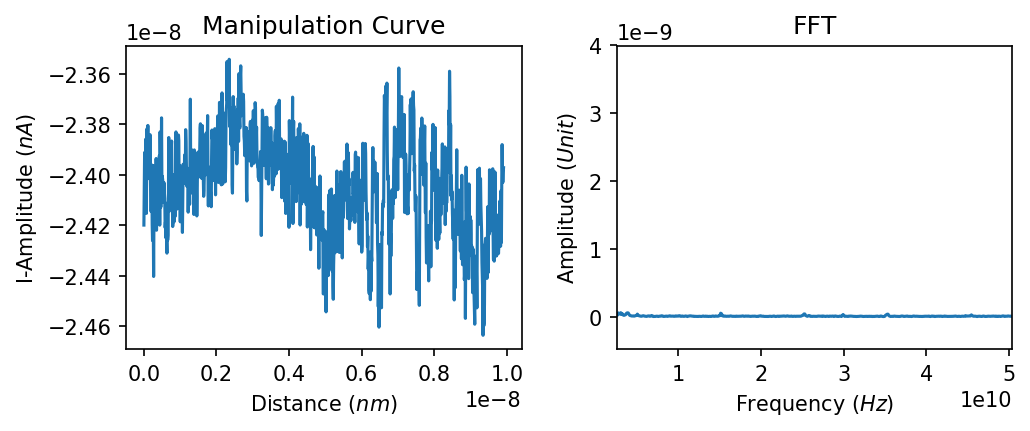 Manipulation Curve
1e−8
I-Amplitude (nA)
−2.36
−2.38
−2.40
−2.42
−2.44
−2.46
0.0 0.2 0.4 0.6 0.8 1.0
Distance (nm)
1e−8
FFT
1e−9
Amplitude (Unit)
4
3
2
1
0
1 2 3 4 5
Frequency (Hz)
1e10